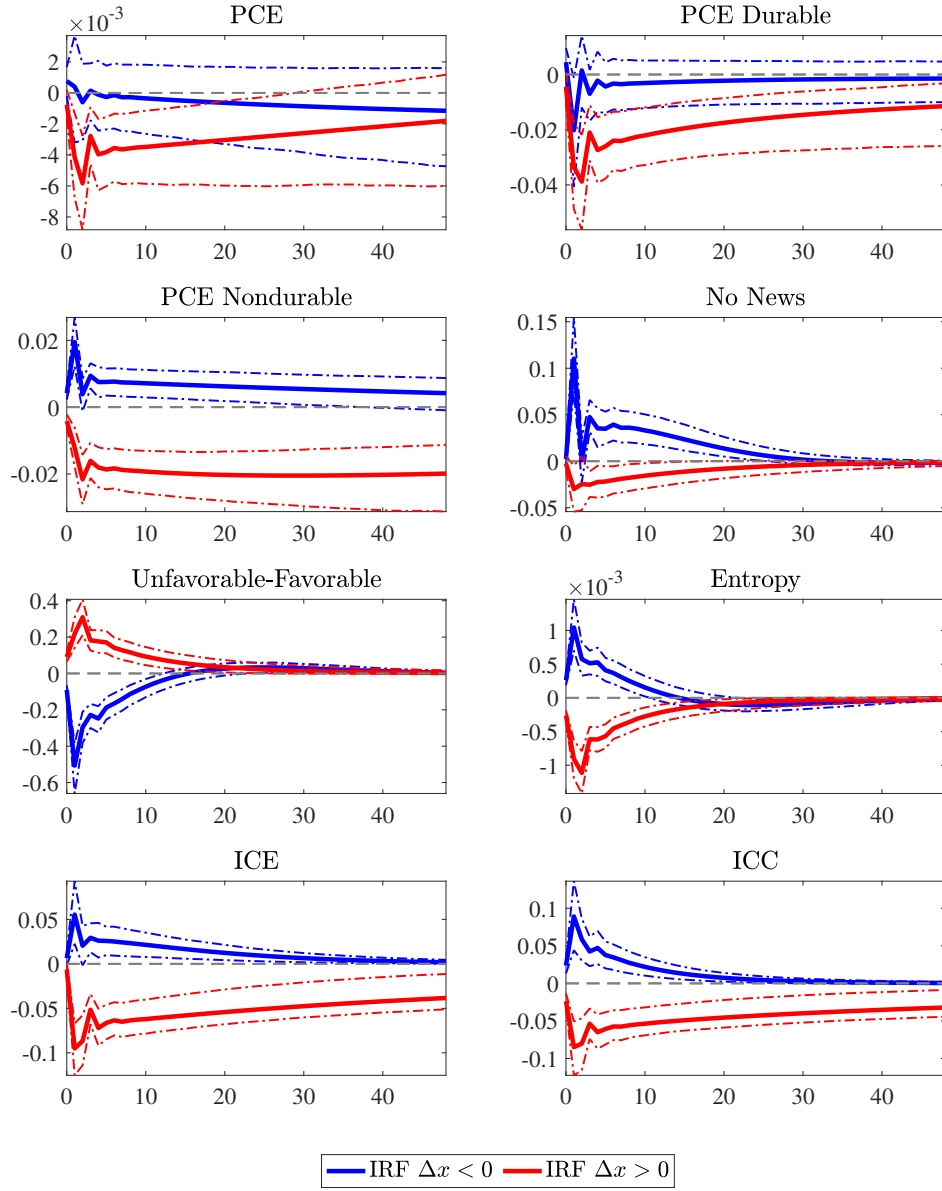 PCE
×10⁻³
2
0
-2
-4
-6
-8
0 10 20 30 40
PCE Durable
0
-0.02
-0.04
0 10 20 30 40
PCE Nondurable
0.02
0
-0.02
0 10 20 30 40
No News
0.15
0.1
0.05
0
-0.05
0 10 20 30 40
Unfavorable-Favorable
0.4
0.2
0
-0.2
-0.4
-0.6
0 10 20 30 40
Entropy
×10⁻³
1
0.5
0
-0.5
-1
0 10 20 30 40
ICE
0.05
0
-0.05
-0.1
0 10 20 30 40
ICC
0.1
0.05
0
-0.05
-0.1
0 10 20 30 40
IRF Δx < 0 IRF Δx > 0